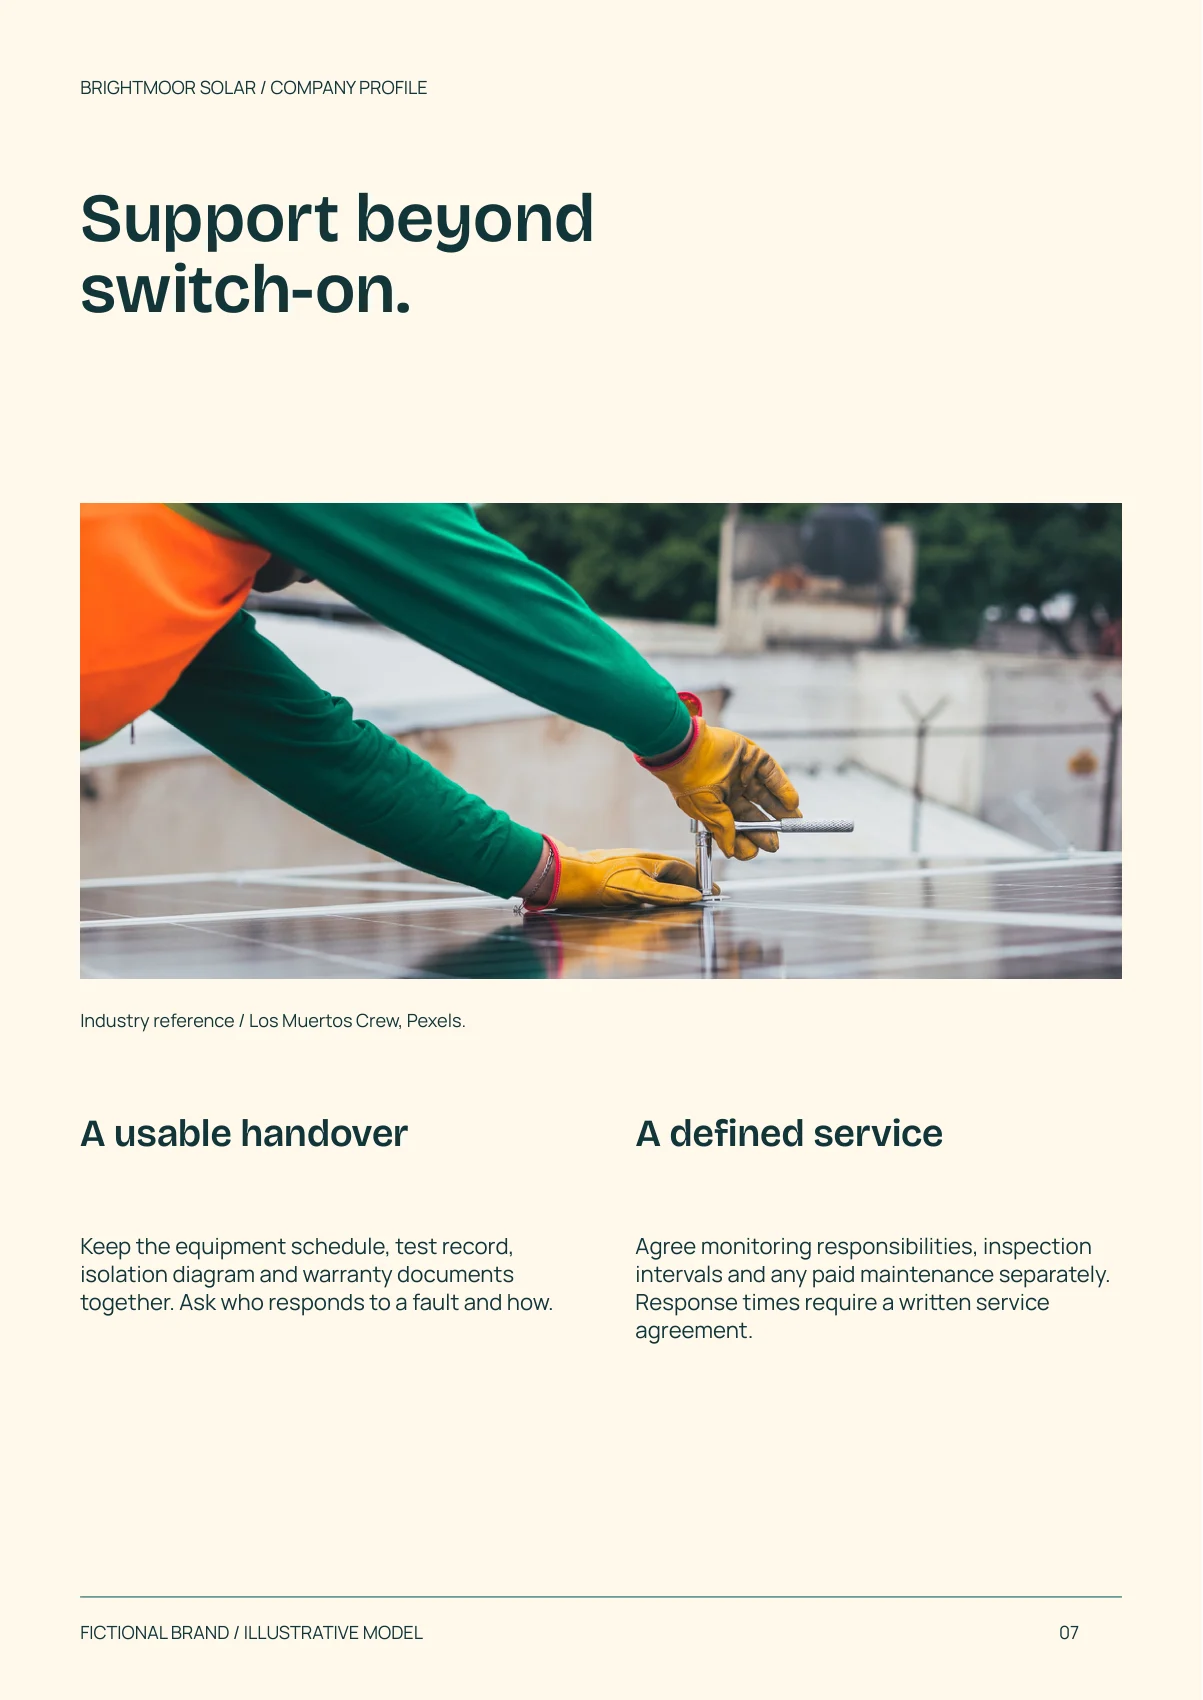 BRIGHTMOOR SOLAR / COMPANY PROFILE
Support beyond
switch-on.
Industry reference / Los Muertos Crew, Pexels.
A usable handover
Keep the equipment schedule, test record,
isolation diagram and warranty documents
together. Ask who responds to a fault and how.
A defined service
Agree monitoring responsibilities, inspection
intervals and any paid maintenance separately.
Response times require a written service
agreement.
FICTIONAL BRAND / ILLUSTRATIVE MODEL
07